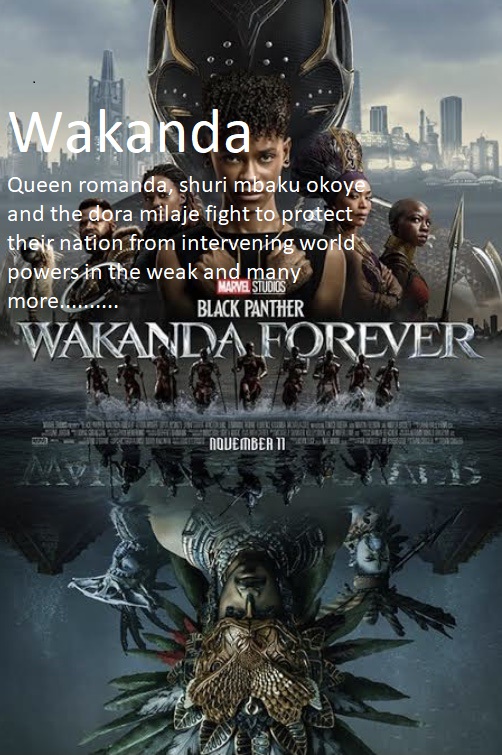 Wakanda
Queen romanda, shuri mbaku okoye
and the dora milaje fight to protect
their nation from intervening world
powers in the weak and many
more..........
MARVEL STUDIOS
BLACK PANTHER
WAKANDA FOREVER
NOVEMBER 11